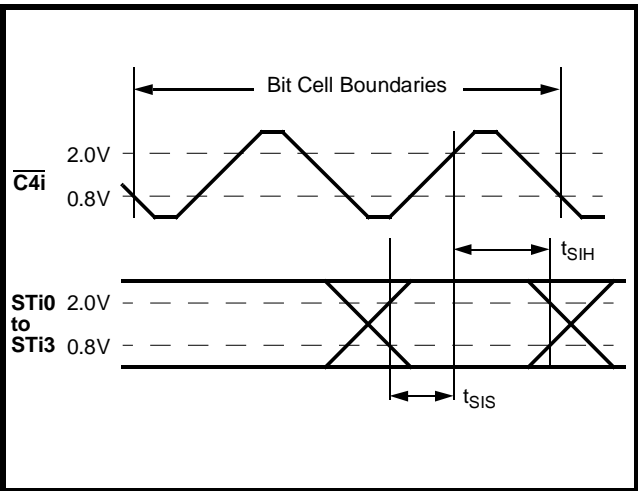 Bit Cell Boundaries
2.0V
C4i
0.8V
tSIH
STi0 2.0V
to
STi3 0.8V
tSIS